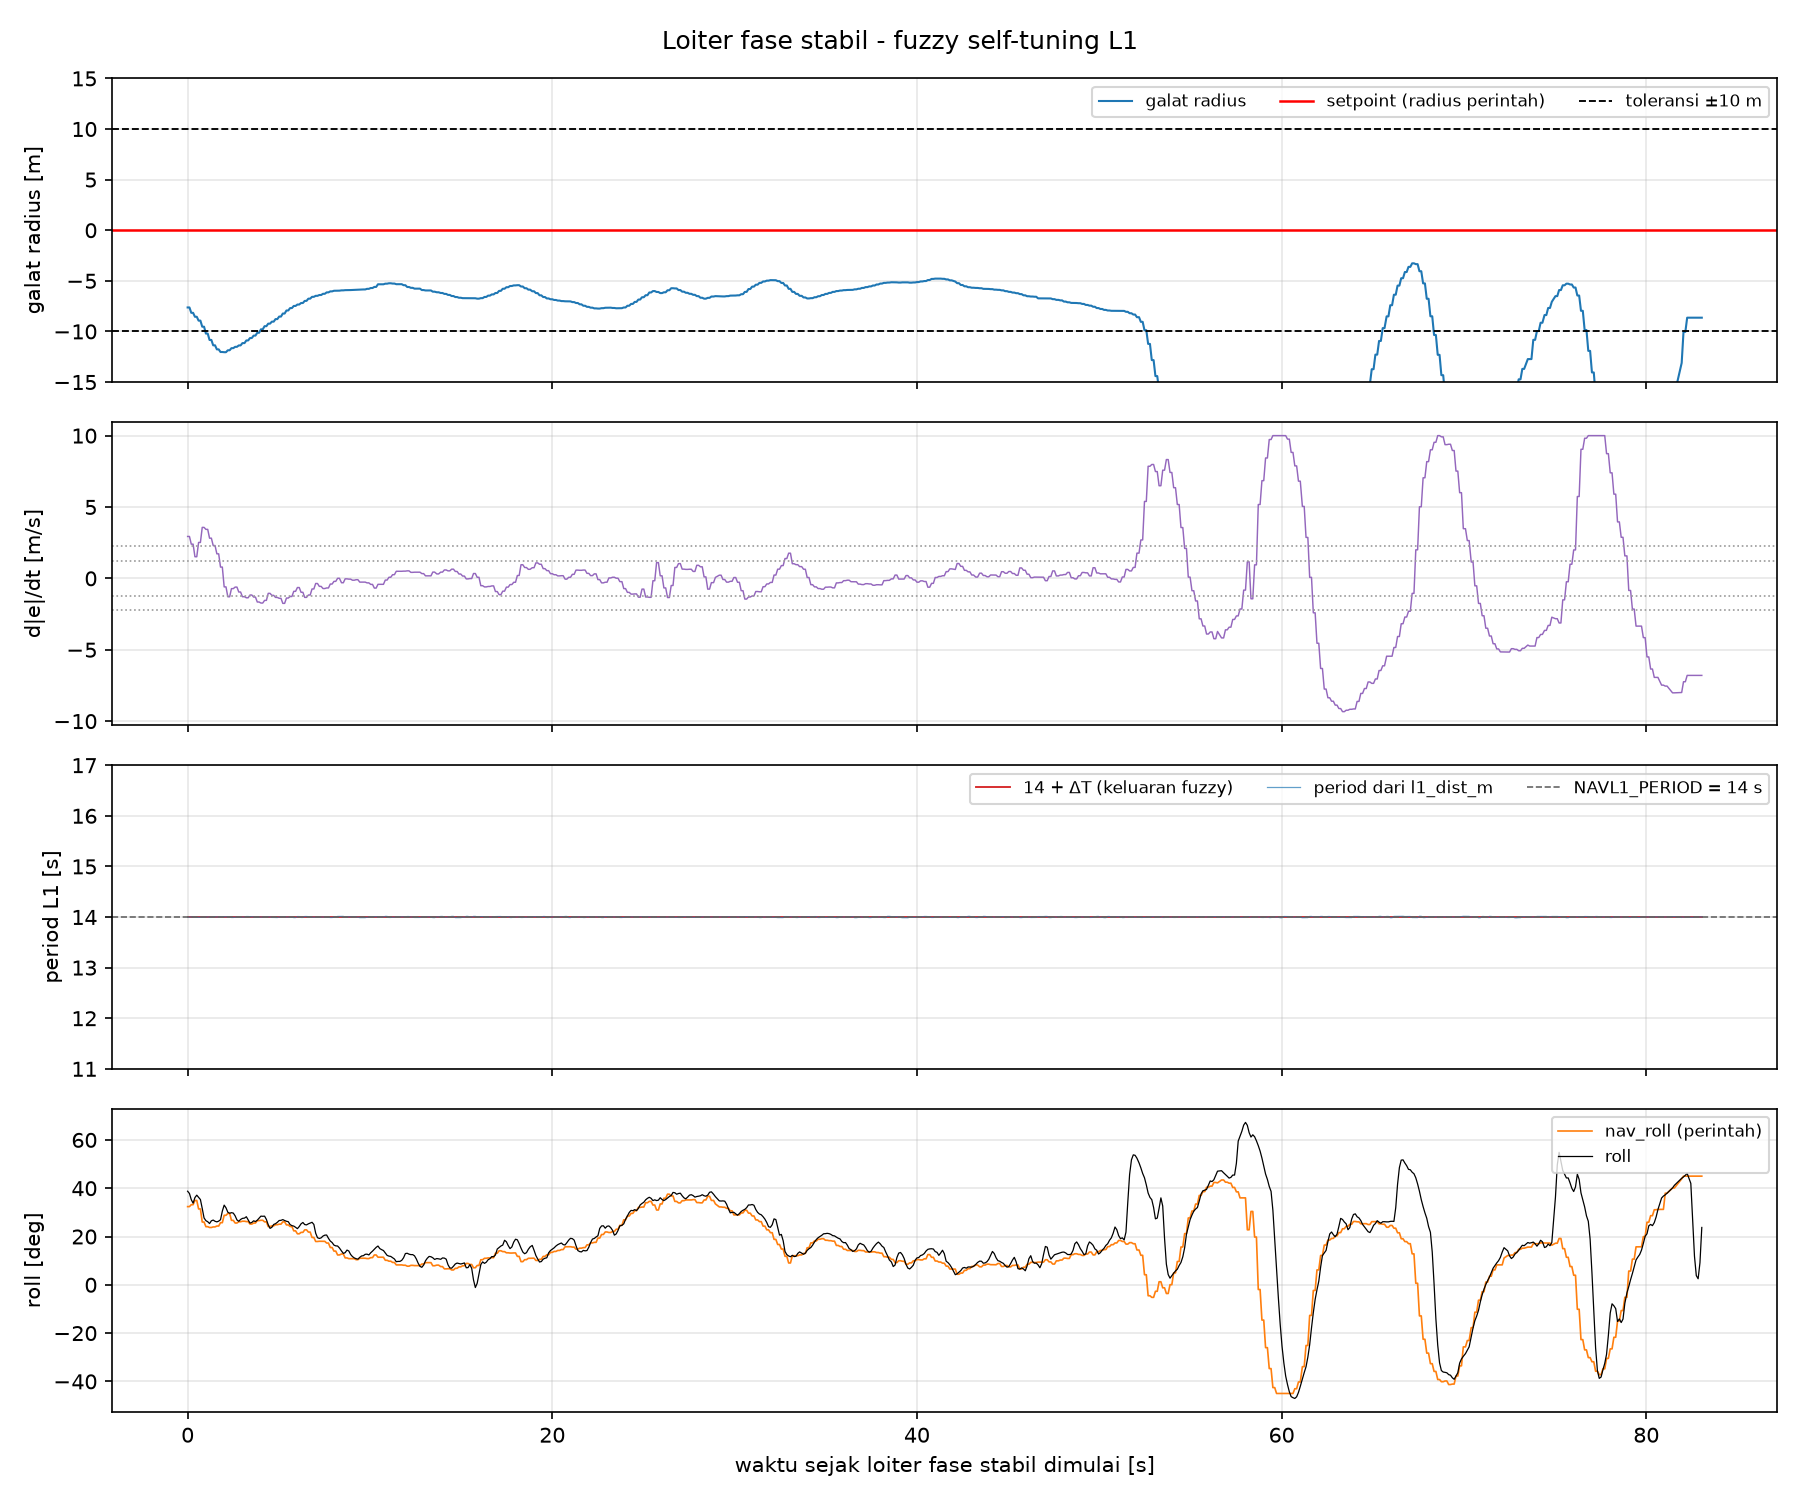 Loiter fase stabil - fuzzy self-tuning L1
galat radius [m]
15
10
5
0
−5
−10
−15
galat radius
setpoint (radius perintah)
toleransi ±10 m
d|e|/dt [m/s]
10
5
0
−5
−10
period L1 [s]
17
16
15
14
13
12
11
14 + ΔT (keluaran fuzzy)
period dari l1_dist_m
NAVL1_PERIOD = 14 s
roll [deg]
60
40
20
0
−20
−40
nav_roll (perintah)
roll
0
20
40
60
80
waktu sejak loiter fase stabil dimulai [s]